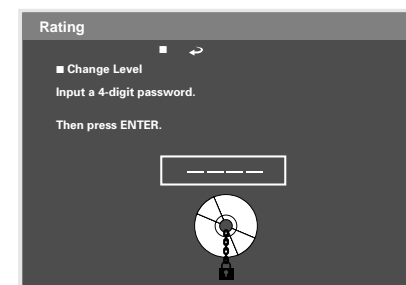 Rating
■ Change Level
Input a 4-digit password.
Then press ENTER.